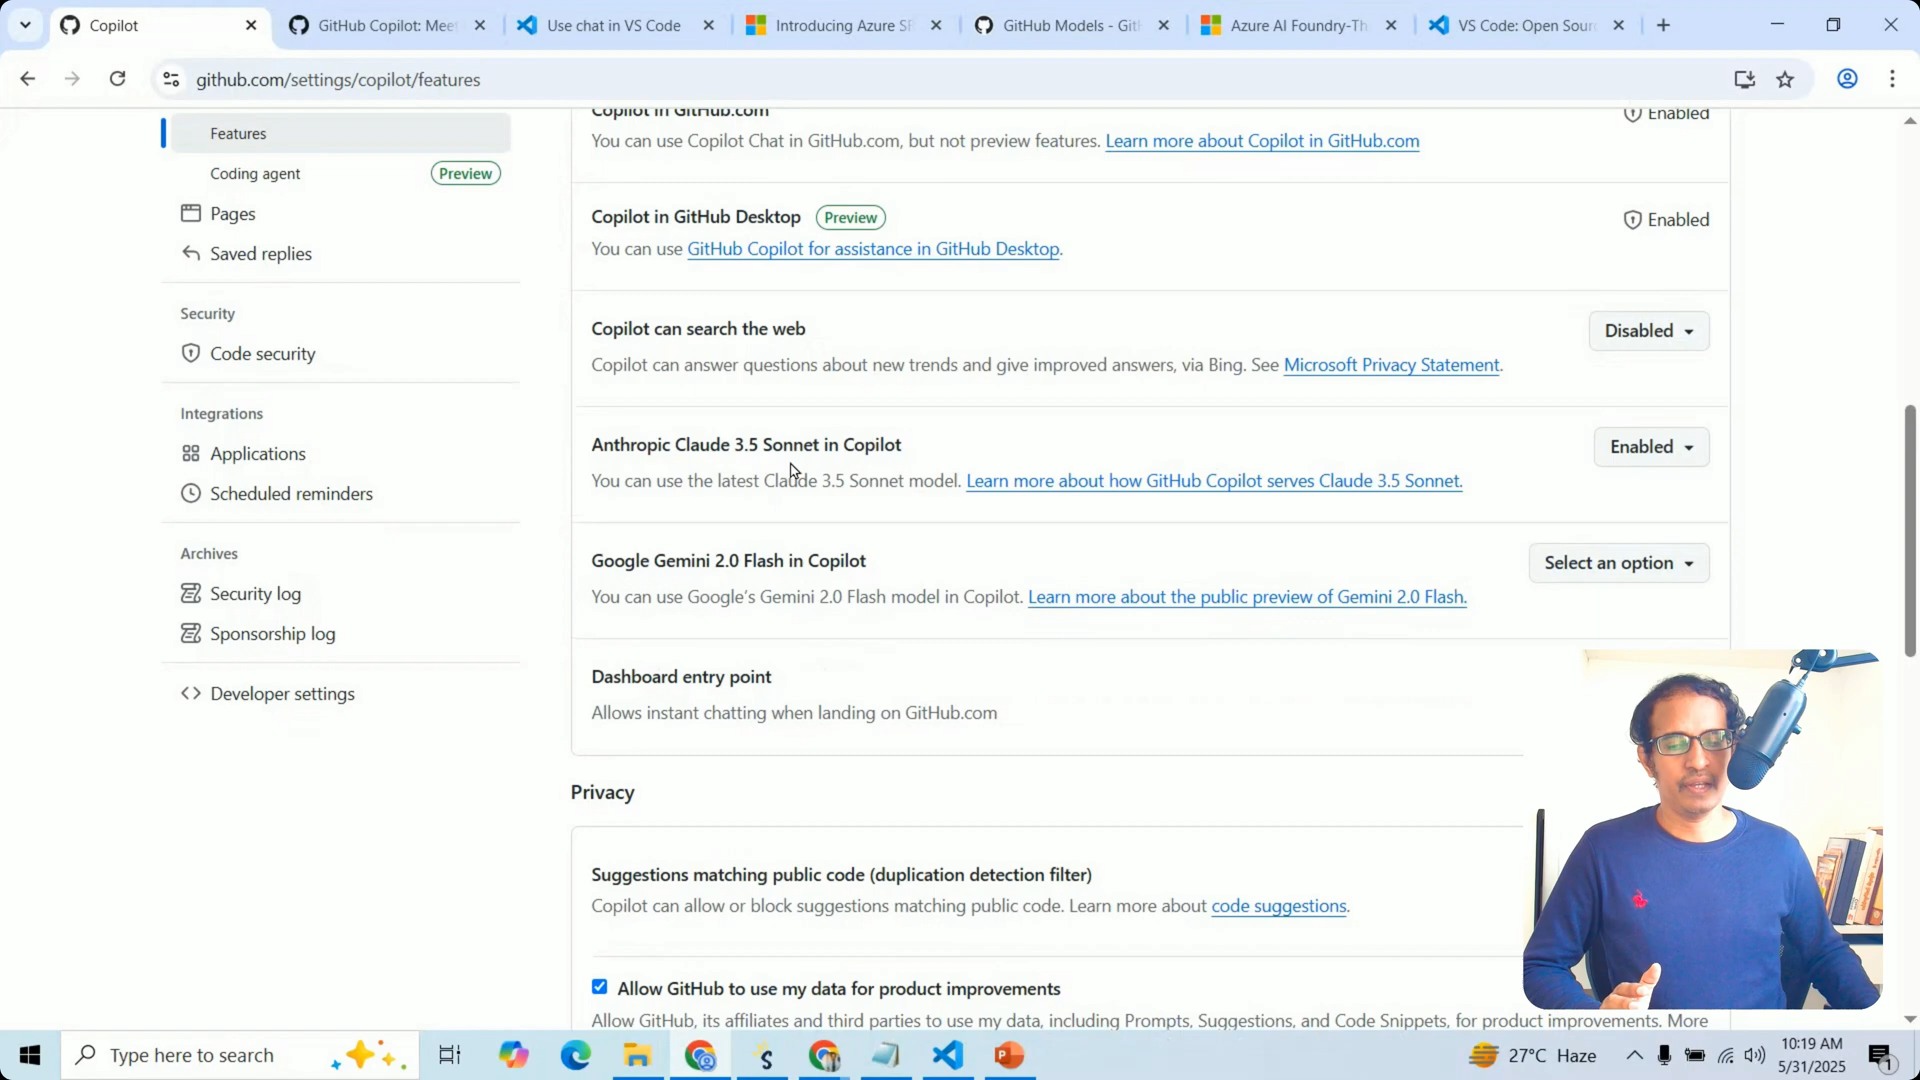 Copilot
GitHub Copilot: Meet
Use chat in VS Code
Introducing Azure SR
GitHub Models - Gith
Azure AI Foundry-Th
VS Code: Open Sour
github.com/settings/copilot/features
Features
Coding agent
Preview
Pages
Saved replies
Security
Code security
Integrations
Applications
Scheduled reminders
Archives
Security log
Sponsorship log
Developer settings
Copilot in GitHub.com
Enabled
You can use Copilot Chat in GitHub.com, but not preview features. Learn more about Copilot in GitHub.com
Copilot in GitHub Desktop Preview
Enabled
You can use GitHub Copilot for assistance in GitHub Desktop.
Copilot can search the web
Disabled
Copilot can answer questions about new trends and give improved answers, via Bing. See Microsoft Privacy Statement.
Anthropic Claude 3.5 Sonnet in Copilot
Enabled
You can use the latest Claude 3.5 Sonnet model. Learn more about how GitHub Copilot serves Claude 3.5 Sonnet.
Google Gemini 2.0 Flash in Copilot
Select an option
You can use Google's Gemini 2.0 Flash model in Copilot. Learn more about the public preview of Gemini 2.0 Flash.
Dashboard entry point
Allows instant chatting when landing on GitHub.com
Privacy
Suggestions matching public code (duplication detection filter)
Copilot can allow or block suggestions matching public code. Learn more about code suggestions.
Allow GitHub to use my data for product improvements
Allow GitHub, its affiliates and third parties to use my data, including Prompts, Suggestions, and Code Snippets, for product improvements. More
Type here to search
27°C Haze
10:19 AM
5/31/2025
1